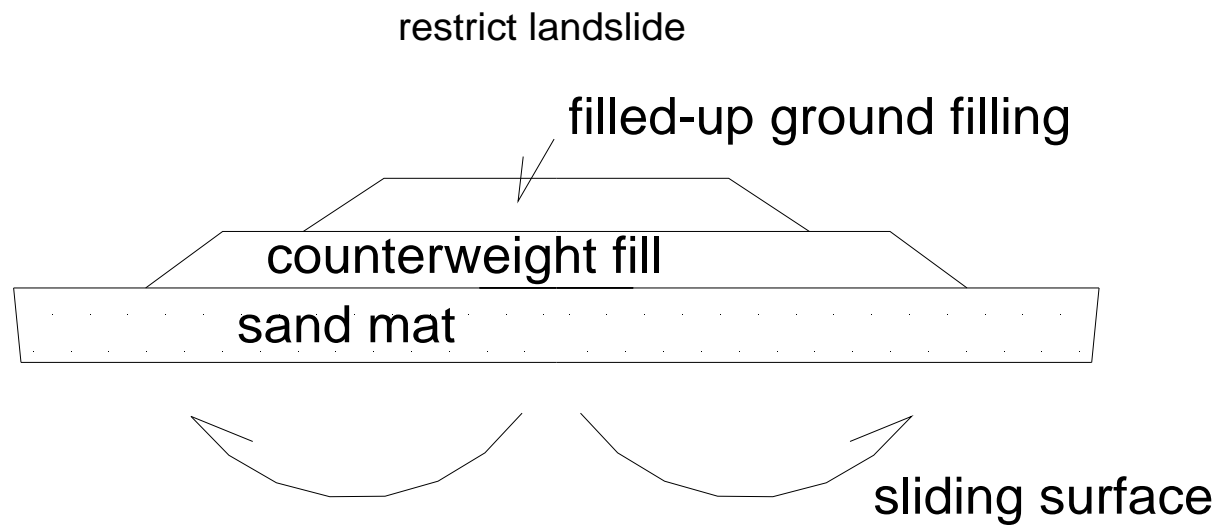 restrict landslide
filled-up ground filling
counterweight fill
sand mat
sliding surface